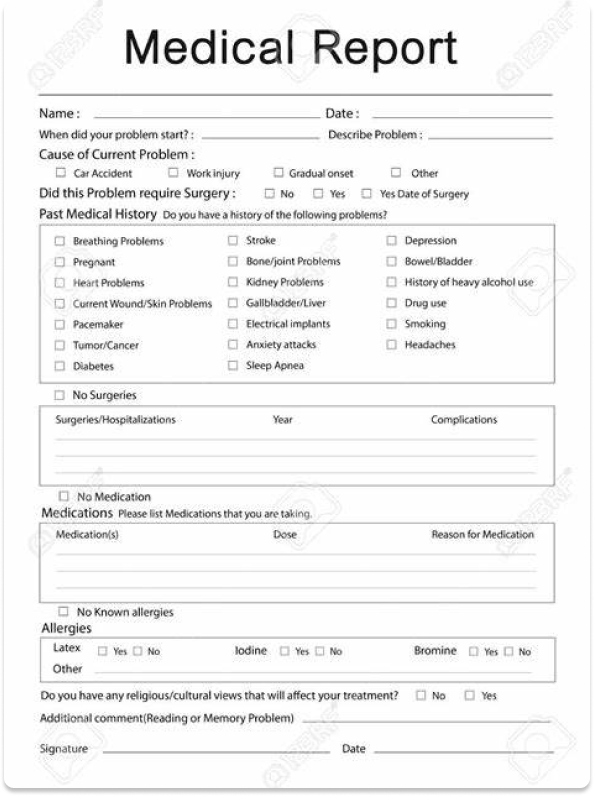 Medical Report
Name : Date :
When did your problem start? : Describe Problem :
Cause of Current Problem :
Car Accident Work injury Gradual onset Other
Did this Problem require Surgery : No Yes Yes Date of Surgery
Past Medical History Do you have a history of the following problems?
Breathing Problems Stroke Depression
Pregnant Bone/joint Problems Bowel/Bladder
Heart Problems Kidney Problems History of heavy alcohol use
Current Wound/Skin Problems Gallbladder/Liver Drug use
Pacemaker Electrical implants Smoking
Tumor/Cancer Anxiety attacks Headaches
Diabetes Sleep Apnea
No Surgeries
Surgeries/Hospitalizations Year Complications
No Medication
Medications Please list Medications that you are taking.
Medication(s) Dose Reason for Medication
No Known allergies
Allergies
Latex Yes No Iodine Yes No Bromine Yes No
Other
Do you have any religious/cultural views that will affect your treatment? No Yes
Additional comment(Reading or Memory Problem)
Signature Date
123RF